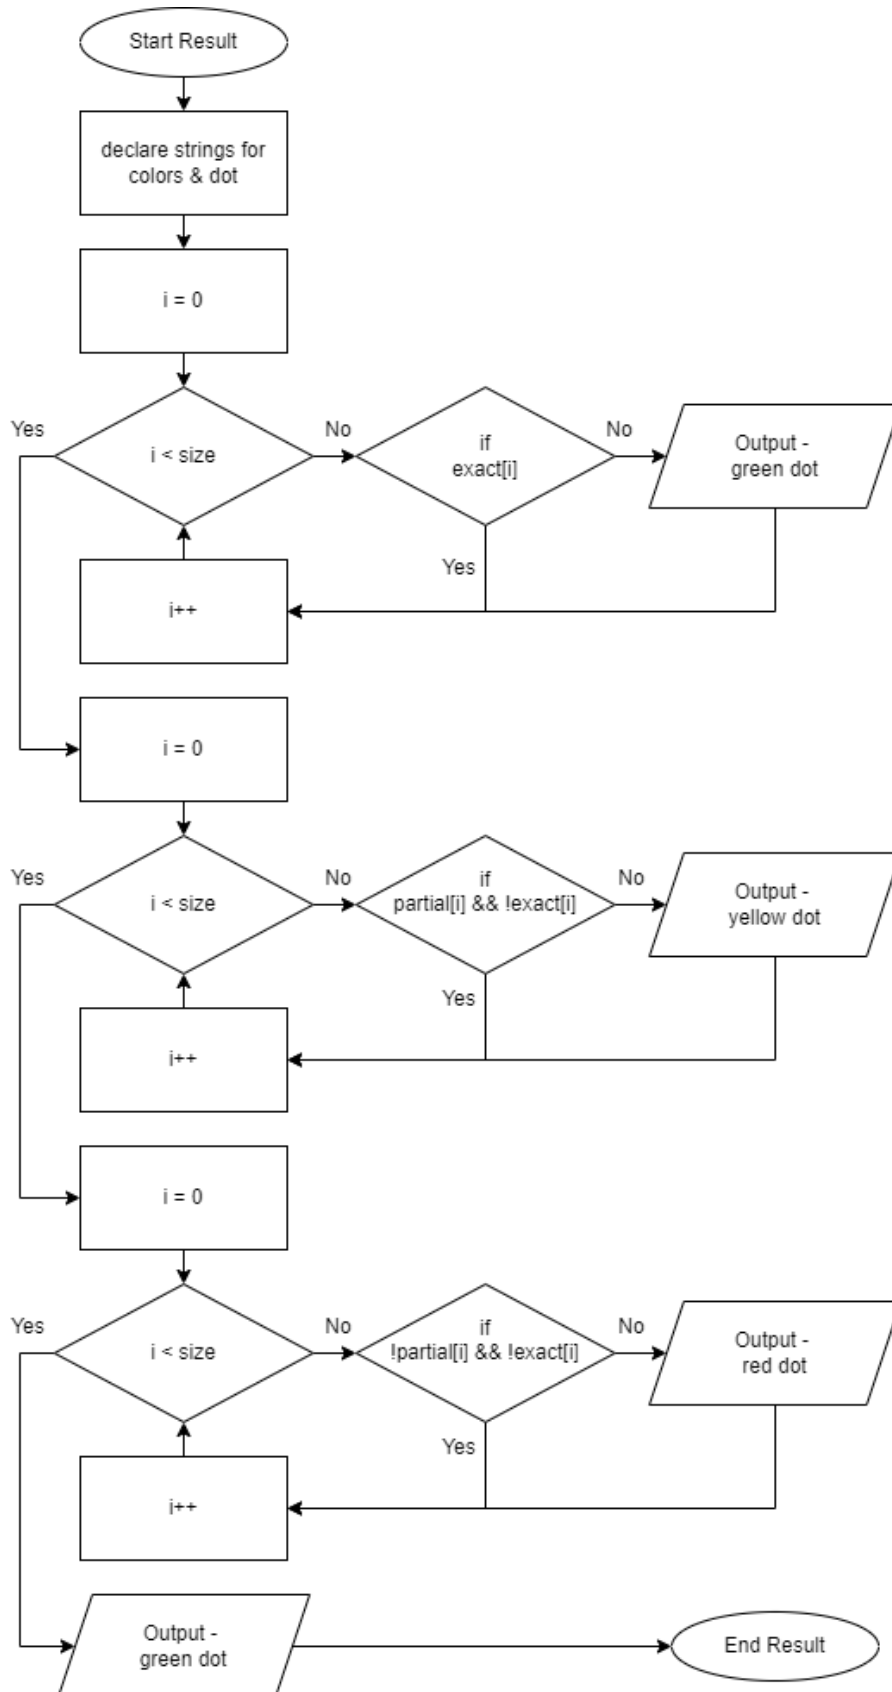 Start Result
declare strings for
colors & dot
i = 0
Yes
i < size
No
if
exact[i]
No
Output -
green dot
Yes
i++
i = 0
Yes
i < size
No
if
partial[i] && !exact[i]
No
Output -
yellow dot
Yes
i++
i = 0
Yes
i < size
No
if
!partial[i] && !exact[i]
No
Output -
red dot
Yes
i++
Output -
green dot
End Result